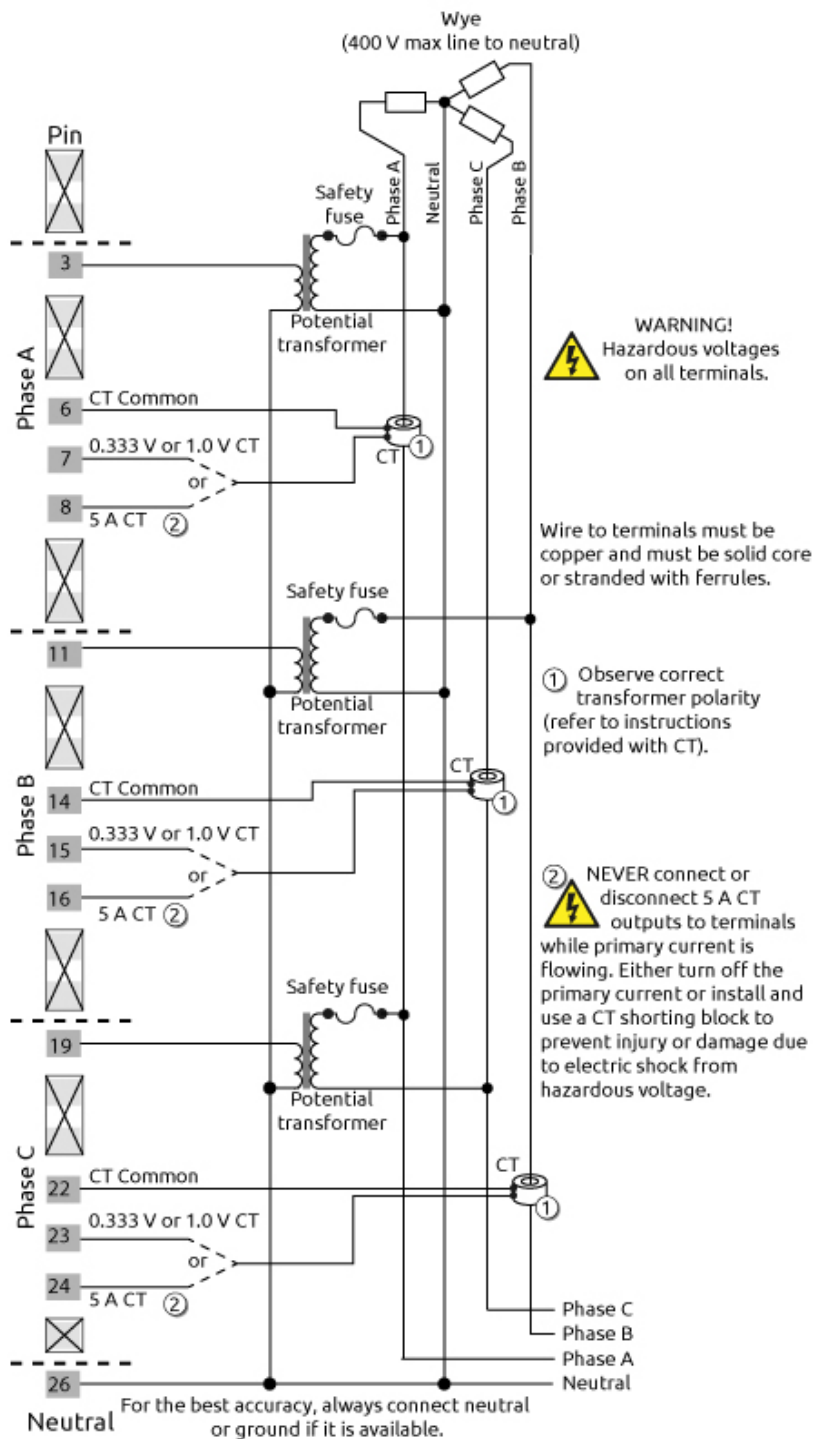 Wye
(400 V max line to neutral)
Pin
Phase A
Neutral
Phase C
Phase B
Safety
fuse
3
Potential
transformer
WARNING!
Hazardous voltages
on all terminals.
Phase A
6
CT Common
7
0.333 V or 1.0 V CT
or
CT
1
8
5 A CT
2
Wire to terminals must be
copper and must be solid core
or stranded with ferrules.
Safety fuse
11
Potential
transformer
1 Observe correct
transformer polarity
(refer to instructions
provided with CT).
Phase B
CT
14
CT Common
1
15
0.333 V or 1.0 V CT
or
16
5 A CT
2
2 NEVER connect or
disconnect 5 A CT
outputs to terminals
while primary current is
flowing. Either turn off the
primary current or install and
use a CT shorting block to
prevent injury or damage due
to electric shock from
hazardous voltage.
Safety fuse
19
Potential
transformer
Phase C
CT
22
CT Common
1
23
0.333 V or 1.0 V CT
or
24
5 A CT
2
Phase C
Phase B
Phase A
Neutral
26
Neutral
For the best accuracy, always connect neutral
or ground if it is available.